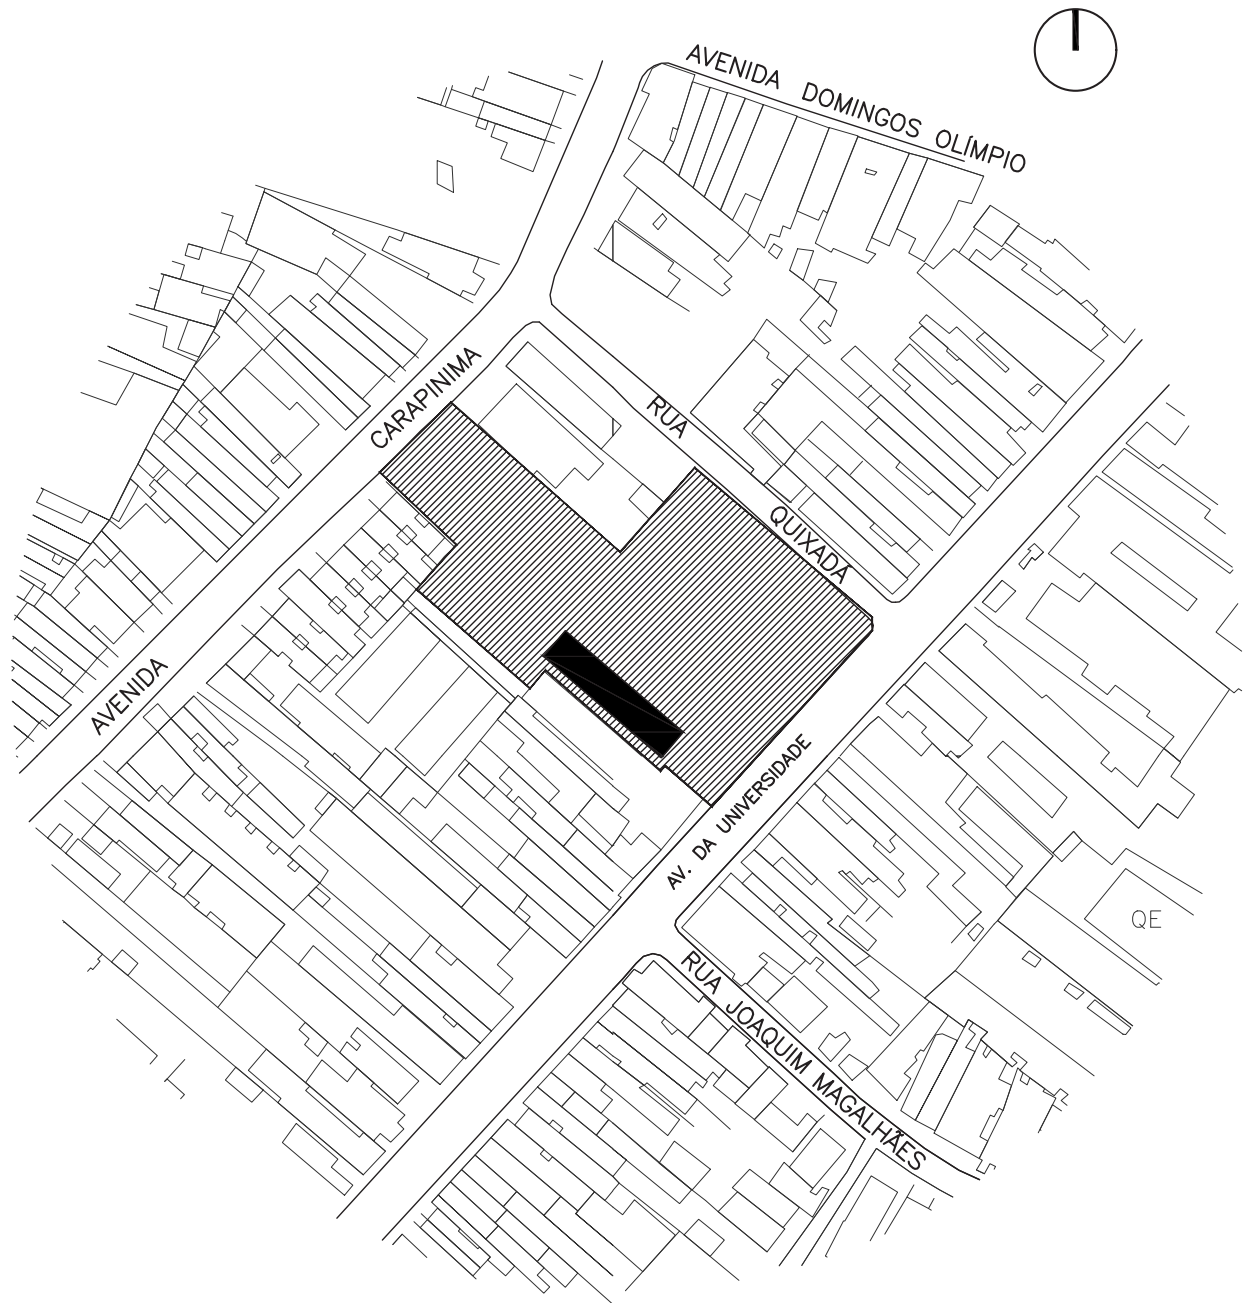 AVENIDA DOMINGOS OLÍMPIO
AVENIDA CARAPINIMA
RUA QUIXADÁ
AV. DA UNIVERSIDADE
QE
RUA JOAQUIM MAGALHÃES